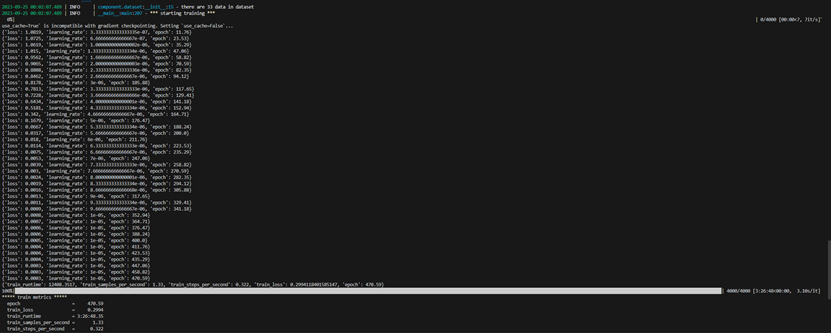 2023-09-25 00:02:07.489 | INFO | component.dataset:__init__:15 - there are 33 data in dataset
2023-09-25 00:02:07.489 | INFO | __main__:main:207 - *** starting training ***
0%| | 0/4000 [00:00<?, ?it/s]`
use_cache=True` is incompatible with gradient checkpointing. Setting `use_cache=False`...
{'loss': 1.0819, 'learning_rate': 3.3333333333333335e-07, 'epoch': 11.76}
{'loss': 1.0725, 'learning_rate': 6.666666666666667e-07, 'epoch': 23.53}
{'loss': 1.0619, 'learning_rate': 1.0000000000000002e-06, 'epoch': 35.29}
{'loss': 1.015, 'learning_rate': 1.3333333333333334e-06, 'epoch': 47.06}
{'loss': 0.9562, 'learning_rate': 1.6666666666666667e-06, 'epoch': 58.82}
{'loss': 0.9065, 'learning_rate': 2.0000000000000003e-06, 'epoch': 70.59}
{'loss': 0.8808, 'learning_rate': 2.3333333333333336e-06, 'epoch': 82.35}
{'loss': 0.8462, 'learning_rate': 2.666666666666667e-06, 'epoch': 94.12}
{'loss': 0.8178, 'learning_rate': 3e-06, 'epoch': 105.88}
{'loss': 0.7813, 'learning_rate': 3.3333333333333333e-06, 'epoch': 117.65}
{'loss': 0.7228, 'learning_rate': 3.6666666666666666e-06, 'epoch': 129.41}
{'loss': 0.6434, 'learning_rate': 4.000000000000001e-06, 'epoch': 141.18}
{'loss': 0.5181, 'learning_rate': 4.333333333333334e-06, 'epoch': 152.94}
{'loss': 0.342, 'learning_rate': 4.666666666666667e-06, 'epoch': 164.71}
{'loss': 0.1679, 'learning_rate': 5e-06, 'epoch': 176.47}
{'loss': 0.0667, 'learning_rate': 5.333333333333334e-06, 'epoch': 188.24}
{'loss': 0.0317, 'learning_rate': 5.666666666666667e-06, 'epoch': 200.0}
{'loss': 0.018, 'learning_rate': 6e-06, 'epoch': 211.76}
{'loss': 0.0114, 'learning_rate': 6.333333333333333e-06, 'epoch': 223.53}
{'loss': 0.0075, 'learning_rate': 6.666666666666667e-06, 'epoch': 235.29}
{'loss': 0.0053, 'learning_rate': 7e-06, 'epoch': 247.06}
{'loss': 0.0039, 'learning_rate': 7.333333333333333e-06, 'epoch': 258.82}
{'loss': 0.003, 'learning_rate': 7.666666666666667e-06, 'epoch': 270.59}
{'loss': 0.0024, 'learning_rate': 8.000000000000001e-06, 'epoch': 282.35}
{'loss': 0.0019, 'learning_rate': 8.333333333333334e-06, 'epoch': 294.12}
{'loss': 0.0016, 'learning_rate': 8.666666666666668e-06, 'epoch': 305.88}
{'loss': 0.0013, 'learning_rate': 9e-06, 'epoch': 317.65}
{'loss': 0.0011, 'learning_rate': 9.333333333333334e-06, 'epoch': 329.41}
{'loss': 0.0009, 'learning_rate': 9.666666666666667e-06, 'epoch': 341.18}
{'loss': 0.0008, 'learning_rate': 1e-05, 'epoch': 352.94}
{'loss': 0.0007, 'learning_rate': 1e-05, 'epoch': 364.71}
{'loss': 0.0006, 'learning_rate': 1e-05, 'epoch': 376.47}
{'loss': 0.0006, 'learning_rate': 1e-05, 'epoch': 388.24}
{'loss': 0.0005, 'learning_rate': 1e-05, 'epoch': 400.0}
{'loss': 0.0004, 'learning_rate': 1e-05, 'epoch': 411.76}
{'loss': 0.0004, 'learning_rate': 1e-05, 'epoch': 423.53}
{'loss': 0.0004, 'learning_rate': 1e-05, 'epoch': 435.29}
{'loss': 0.0003, 'learning_rate': 1e-05, 'epoch': 447.06}
{'loss': 0.0003, 'learning_rate': 1e-05, 'epoch': 458.82}
{'loss': 0.0003, 'learning_rate': 1e-05, 'epoch': 470.59}
{'train_runtime': 12408.3517, 'train_samples_per_second': 1.33, 'train_steps_per_second': 0.322, 'train_loss': 0.2994118401585147, 'epoch': 470.59}
100%| | 4000/4000 [3:26:48<00:00, 3.10s/it]
***** train metrics *****
epoch = 470.59
train_loss = 0.2994
train_runtime = 3:26:48.35
train_samples_per_second = 1.33
train_steps_per_second = 0.322